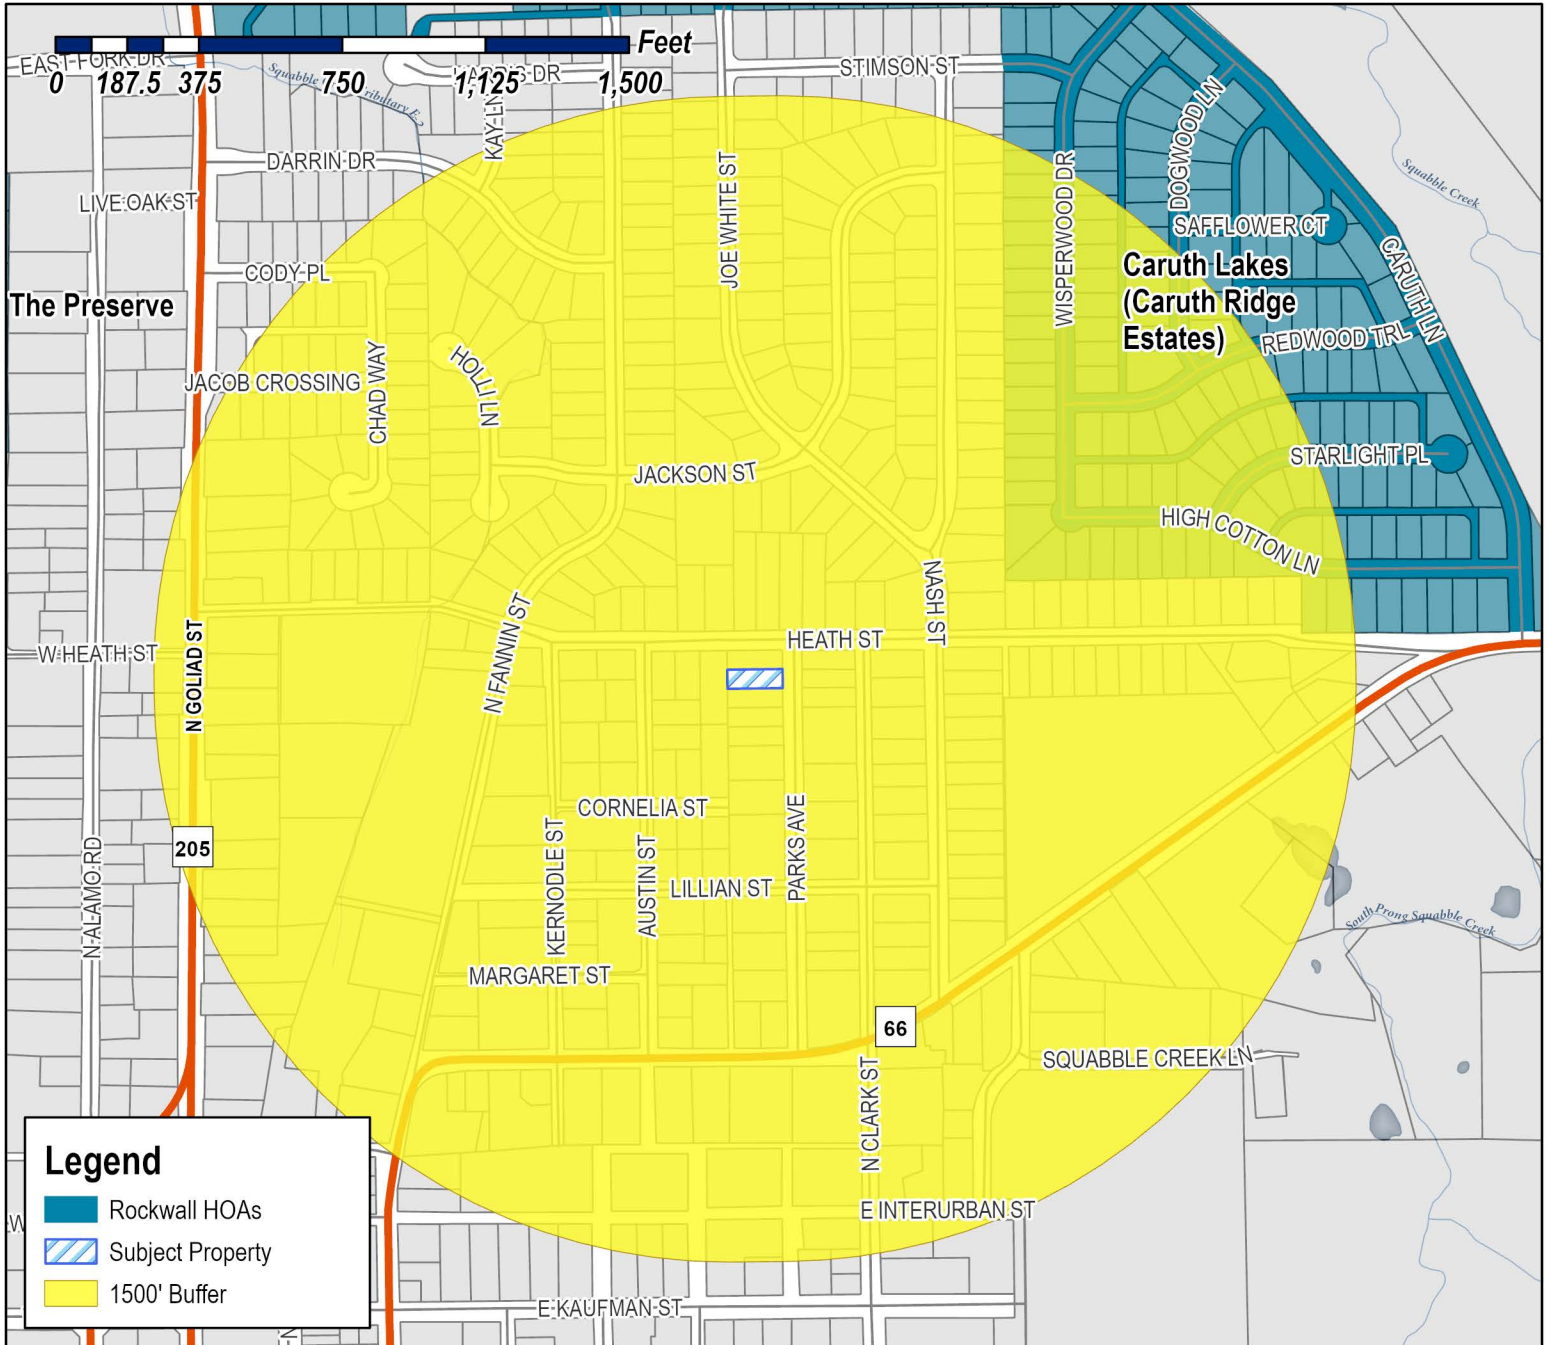 Feet
EAST FORK DR
0 187.5 375 750 1,125 1,500
HARRIS DR
STIMSON ST
Squabble
Tributary E-2
KAY LN
DARRIN DR
LIVE OAK ST
JOE WHITE ST
WISPERWOOD DR
DOGWOOD LN
Squabble Creek
SAFFLOWER CT
CODY PL
Caruth Lakes
(Caruth Ridge
Estates)
CARUTH LN
The Preserve
REDWOOD TRL
JACOB CROSSING
CHAD WAY
HOLLI LN
JACKSON ST
STARLIGHT PL
HIGH COTTON LN
NASH ST
N FANNIN ST
HEATH ST
W HEATH ST
N GOLIAD ST
CORNELIA ST
PARKS AVE
KERNODLE ST
AUSTIN ST
205
N ALAMO RD
LILLIAN ST
South Prong Squabble Creek
MARGARET ST
66
SQUABBLE CREEK LN
N CLARK ST
E INTERURBAN ST
E KAUFMAN ST
Legend
Rockwall HOAs
Subject Property
1500' Buffer
W
N